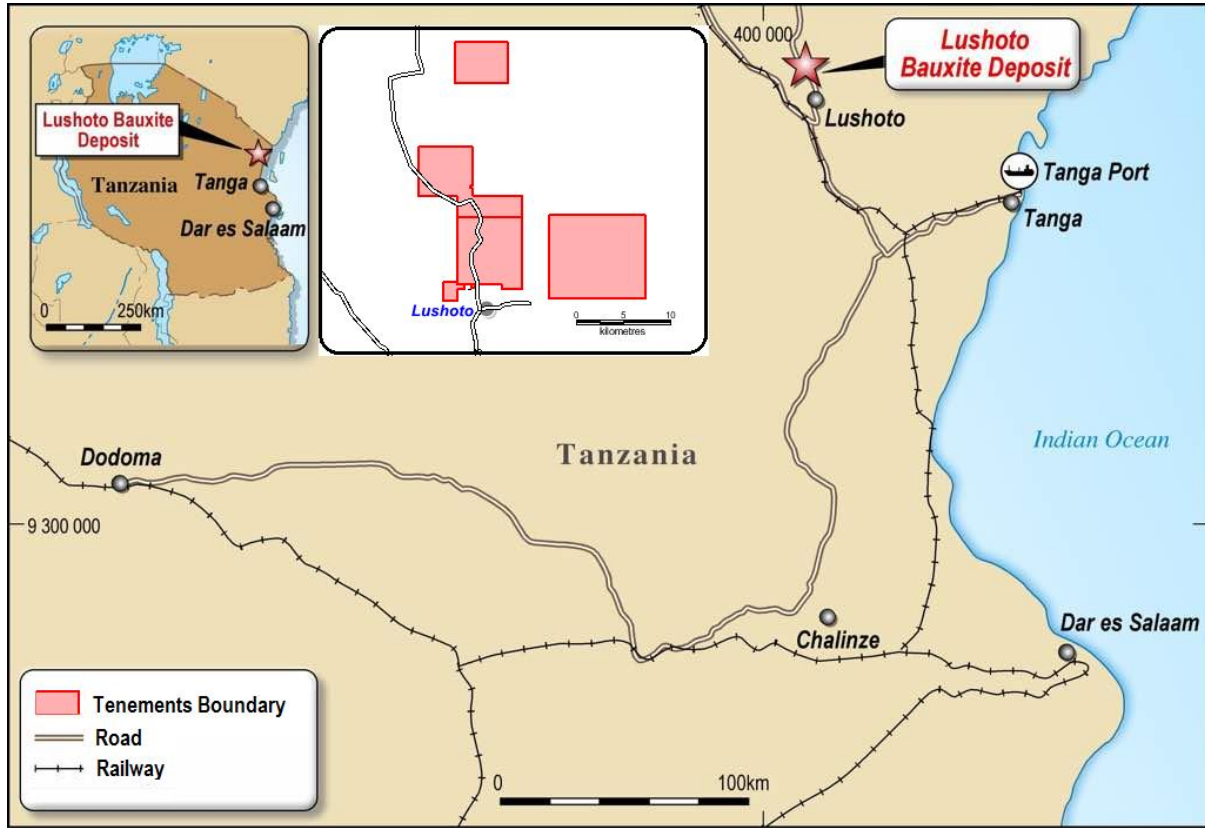 Lushoto Bauxite
Deposit
Tanzania
Tanga
Dar es Salaam
0 250km
Lushoto
0 5 10
kilometres
400 000
Lushoto
Bauxite Deposit
Lushoto
Tanga Port
Tanga
Indian Ocean
Tanzania
Dodoma
9 300 000
Chalinze
Dar es Salaam
Tenements Boundary
Road
Railway
0 100km